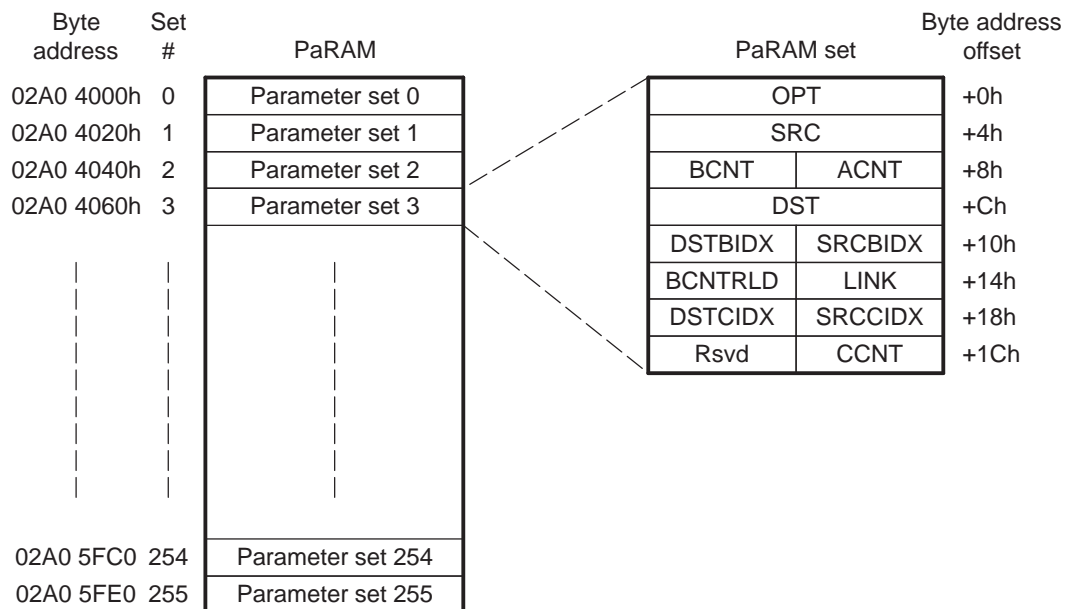 Byte address
Set #
PaRAM
02A0 4000h 0 Parameter set 0
02A0 4020h 1 Parameter set 1
02A0 4040h 2 Parameter set 2
02A0 4060h 3 Parameter set 3
02A0 5FC0 254 Parameter set 254
02A0 5FE0 255 Parameter set 255
PaRAM set
Byte address offset
OPT +0h
SRC +4h
BCNT ACNT +8h
DST +Ch
DSTBIDX SRCBIDX +10h
BCNTRLD LINK +14h
DSTCIDX SRCCIDX +18h
Rsvd CCNT +1Ch